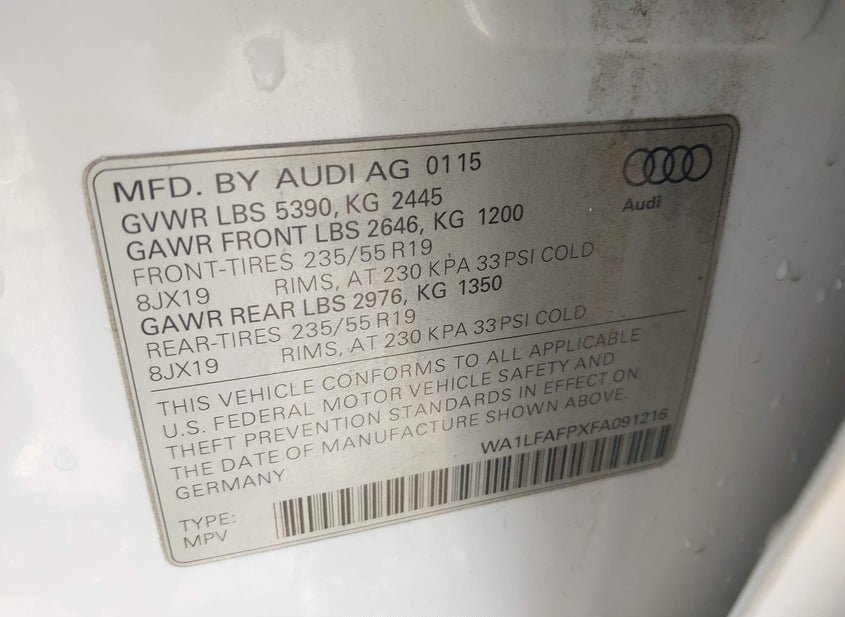 MFD. BY AUDI AG 0115
GVWR LBS 5390, KG 2445
GAWR FRONT LBS 2646, KG 1200
FRONT-TIRES 235/55 R19
8JX19 RIMS, AT 230 KPA 33 PSI COLD
GAWR REAR LBS 2976, KG 1350
REAR-TIRES 235/55 R19
8JX19 RIMS, AT 230 KPA 33 PSI COLD
THIS VEHICLE CONFORMS TO ALL APPLICABLE
U.S. FEDERAL MOTOR VEHICLE SAFETY AND
THEFT PREVENTION STANDARDS IN EFFECT ON
THE DATE OF MANUFACTURE SHOWN ABOVE.
GERMANY
WA1LFAFPXFA091216
TYPE:
MPV
Audi